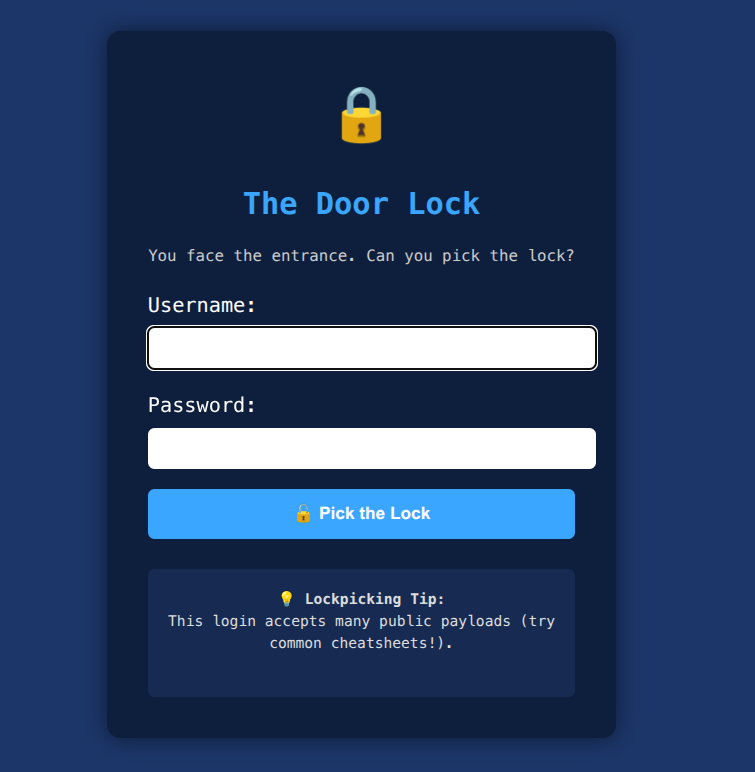 The Door Lock
You face the entrance. Can you pick the lock?
Username:
Password:
🔓 Pick the Lock
💡 Lockpicking Tip:
This login accepts many public payloads (try
common cheatsheets!).